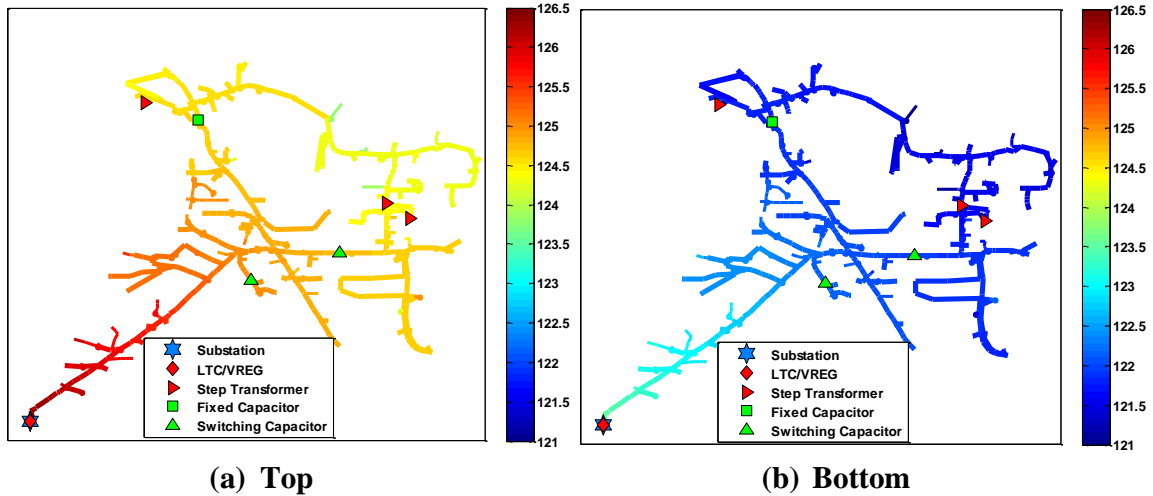 126.5
126
125.5
125
124.5
124
123.5
123
122.5
122
121.5
121
Substation
LTC/VREG
Step Transformer
Fixed Capacitor
Switching Capacitor
(a) Top
126.5
126
125.5
125
124.5
124
123.5
123
122.5
122
121.5
121
Substation
LTC/VREG
Step Transformer
Fixed Capacitor
Switching Capacitor
(b) Bottom